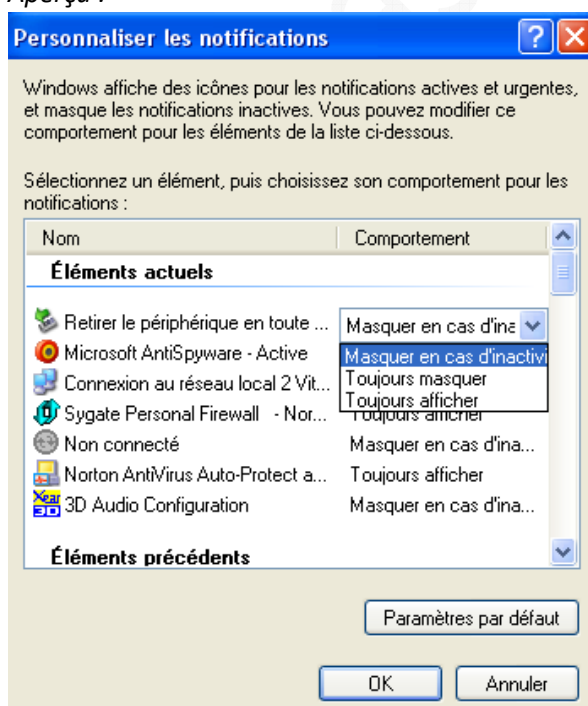 Aperçu :
Personnaliser les notifications
Windows affiche des icônes pour les notifications actives et urgentes,
et masque les notifications inactives. Vous pouvez modifier ce
comportement pour les éléments de la liste ci-dessous.
Sélectionnez un élément, puis choisissez son comportement pour les
notifications :
Nom Comportement
Éléments actuels
Retirer le périphérique en toute ... Masquer en cas d'ina
Microsoft AntiSpyware - Active Masquer en cas d'inactivi
Connexion au réseau local 2 Vit... Toujours masquer
Toujours afficher
Sygate Personal Firewall - Nor... Toujours afficher
Non connecté Masquer en cas d'ina...
Norton AntiVirus Auto-Protect a... Toujours afficher
Xear 3D 3D Audio Configuration Masquer en cas d'ina...
Éléments précédents
Paramètres par défaut
OK Annuler